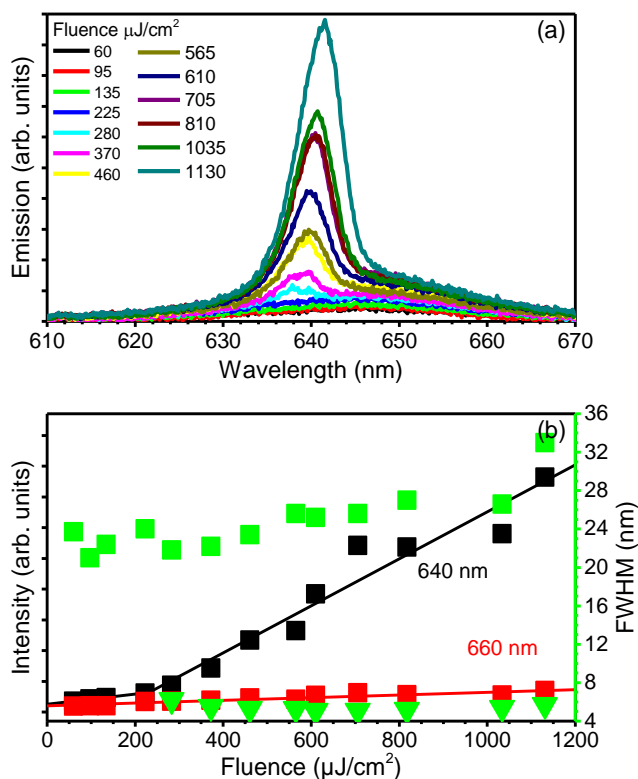 (a)
Fluence µJ/cm²
60
95
135
225
280
370
460
565
610
705
810
1035
1130
Emission (arb. units)
610 620 630 640 650 660 670
Wavelength (nm)
(b)
36
32
28
24
20
16
12
8
4
640 nm
660 nm
Intensity (arb. units)
FWHM (nm)
0 200 400 600 800 1000 1200
Fluence (µJ/cm²)